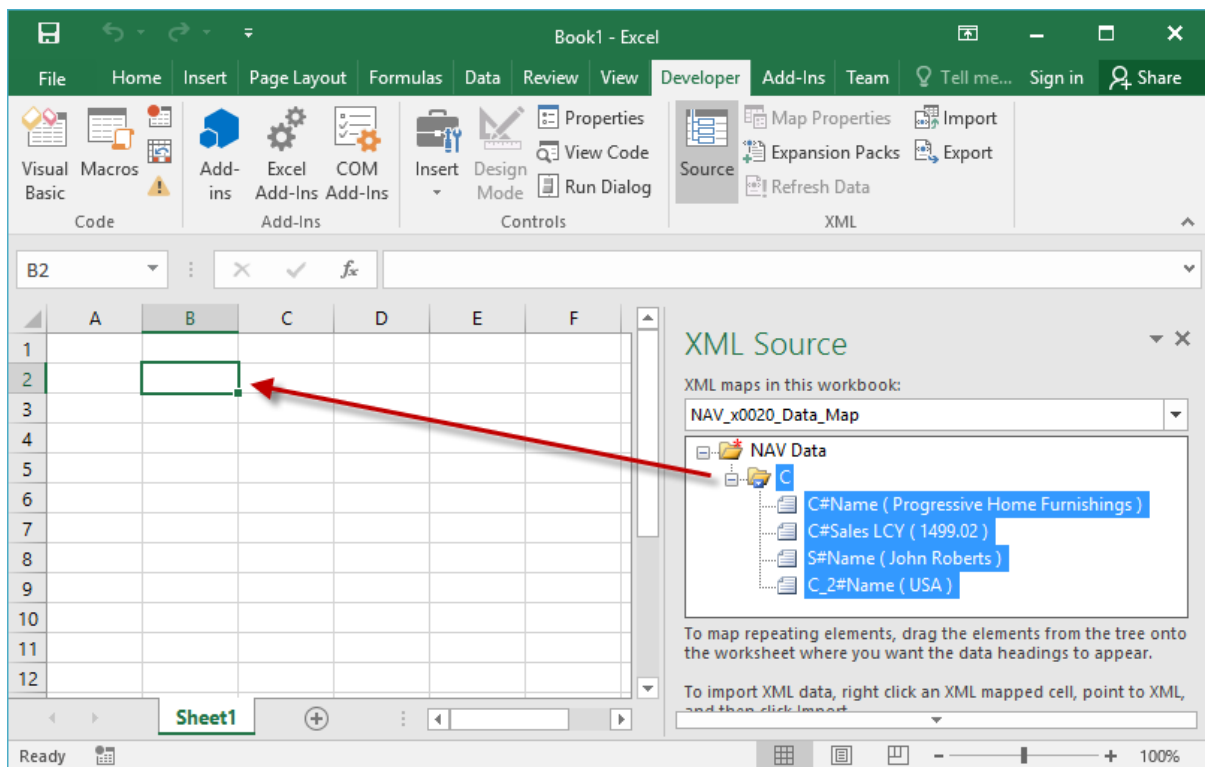 Book1 - Excel
File Home Insert Page Layout Formulas Data Review View Developer Add-Ins Team Tell me... Sign in Share
Visual Basic
Macros
Code
Add-ins
Excel Add-Ins
COM Add-Ins
Add-Ins
Insert
Design Mode
Properties
View Code
Run Dialog
Controls
Source
Map Properties
Expansion Packs
Refresh Data
Import
Export
XML
B2
fx
A B C D E F
1
2
3
4
5
6
7
8
9
10
11
12
XML Source
XML maps in this workbook:
NAV_x0020_Data_Map
NAV Data
C
C#Name ( Progressive Home Furnishings )
C#Sales LCY ( 1499.02 )
S#Name ( John Roberts )
C_2#Name ( USA )
To map repeating elements, drag the elements from the tree onto
the worksheet where you want the data headings to appear.
To import XML data, right click an XML mapped cell, point to XML,
and then click Import.
Sheet1
Ready
100%